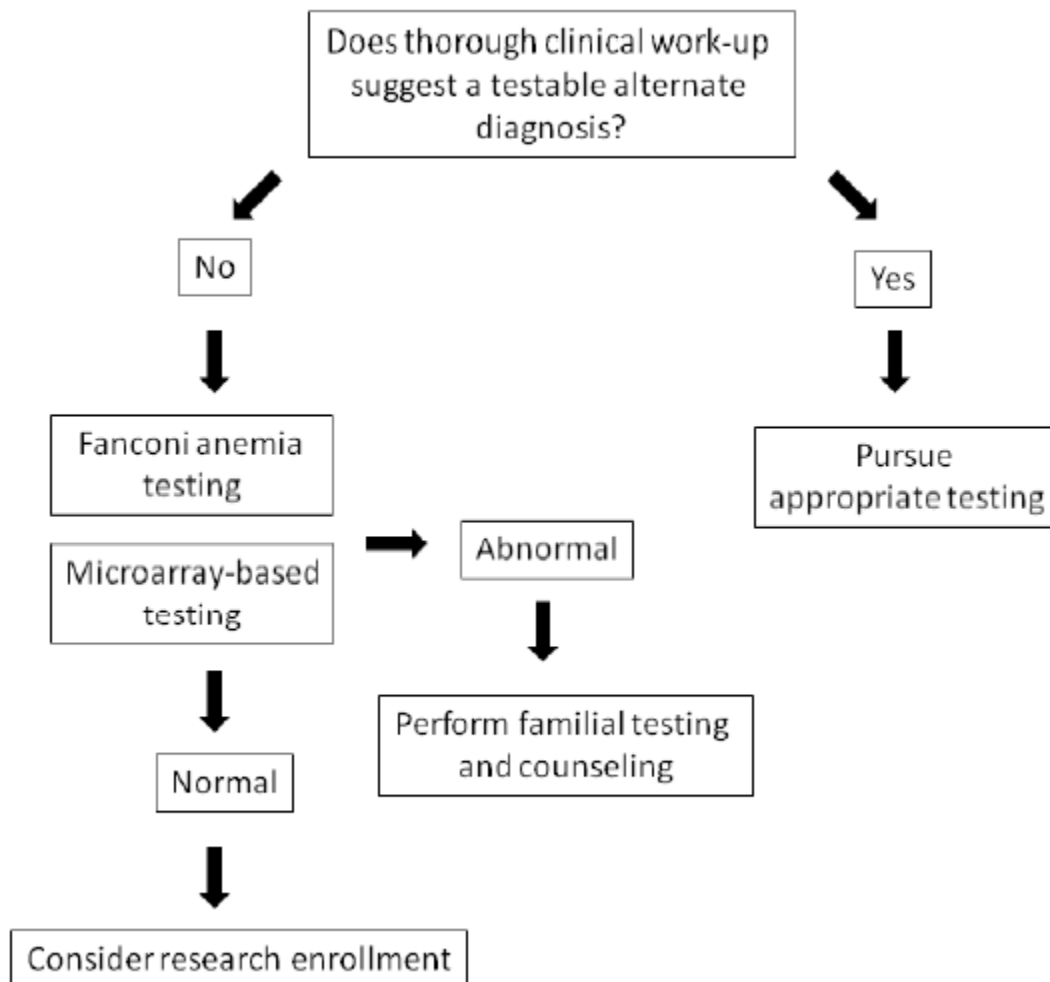 Does thorough clinical work-up
suggest a testable alternate
diagnosis?
No
Yes
Fanconi anemia
testing
Pursue
appropriate testing
Microarray-based
testing
Abnormal
Perform familial testing
and counseling
Normal
Consider research enrollment